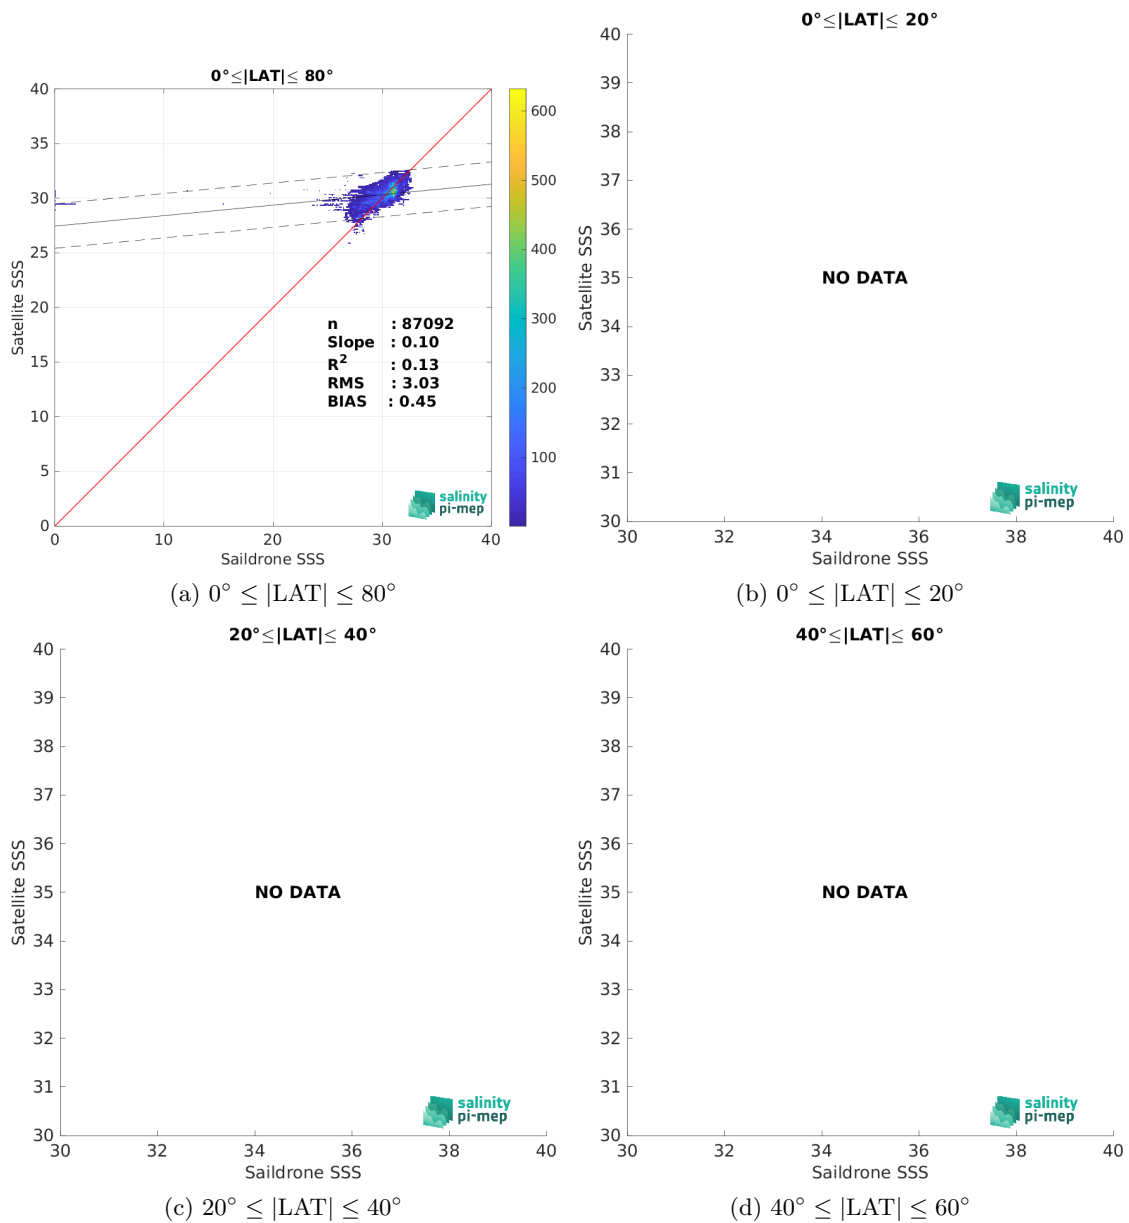 0°≤|LAT|≤ 80°
40
35
30
25
20
15
10
5
0
Satellite SSS
0
10
20
30
40
Saildrone SSS
600
500
400
300
200
100
n : 87092
Slope : 0.10
R² : 0.13
RMS : 3.03
BIAS : 0.45
salinity
pi-mep
(a) 0° ≤ |LAT| ≤ 80°
0°≤|LAT|≤ 20°
40
39
38
37
36
35
34
33
32
31
30
Satellite SSS
NO DATA
30
32
34
36
38
40
Saildrone SSS
salinity
pi-mep
(b) 0° ≤ |LAT| ≤ 20°
20°≤|LAT|≤ 40°
40
39
38
37
36
35
34
33
32
31
30
Satellite SSS
NO DATA
30
32
34
36
38
40
Saildrone SSS
salinity
pi-mep
(c) 20° ≤ |LAT| ≤ 40°
40°≤|LAT|≤ 60°
40
39
38
37
36
35
34
33
32
31
30
Satellite SSS
NO DATA
30
32
34
36
38
40
Saildrone SSS
salinity
pi-mep
(d) 40° ≤ |LAT| ≤ 60°